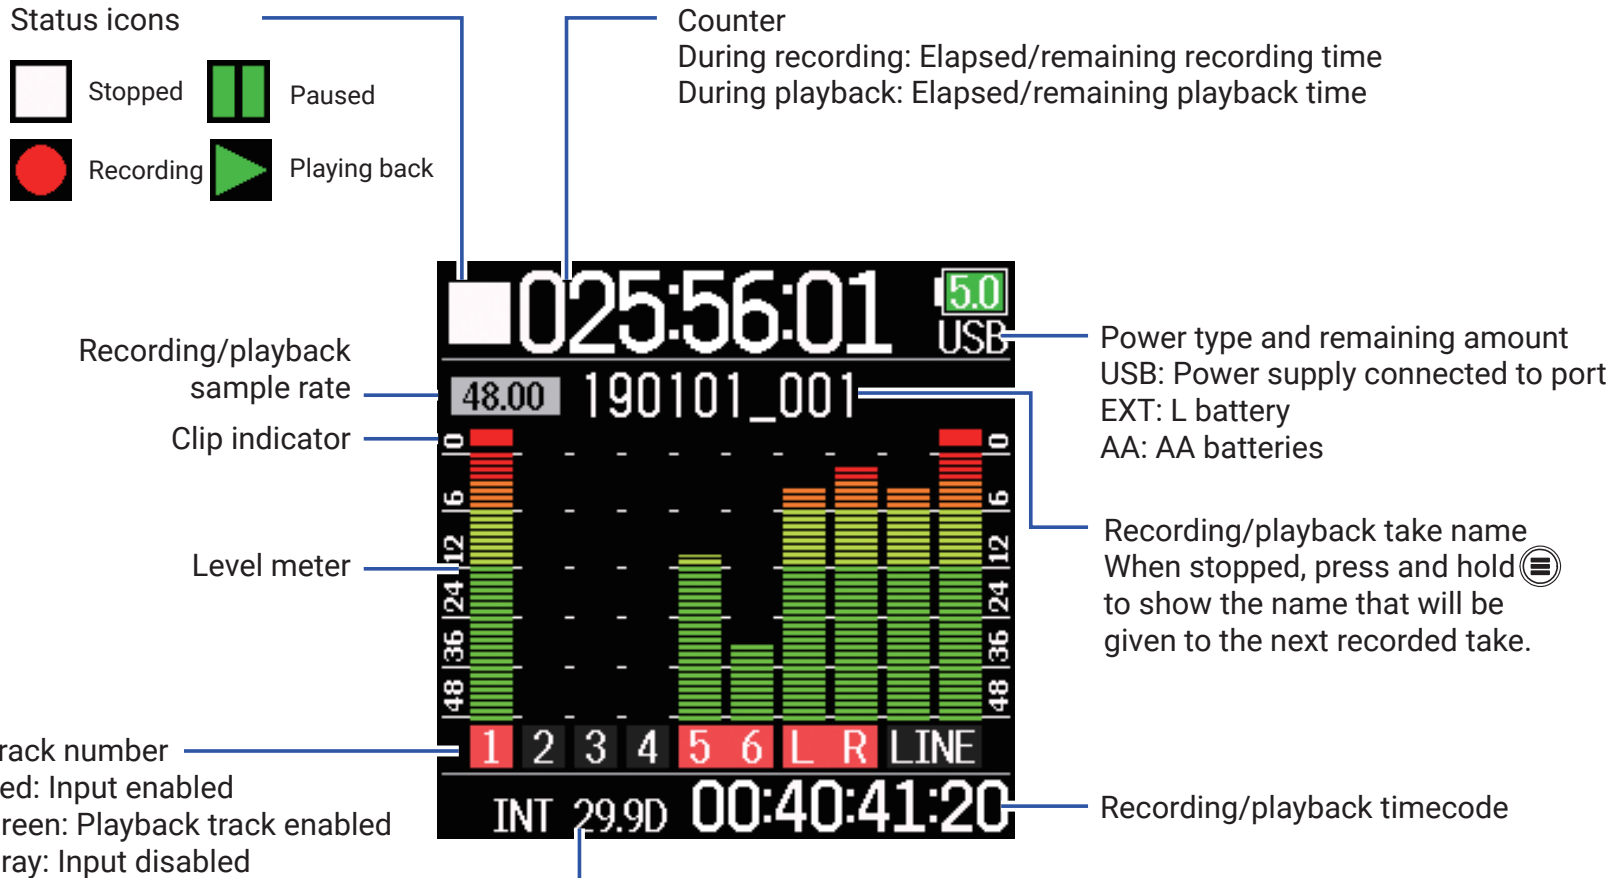 Status icons
Stopped
Paused
Recording
Playing back
Counter
During recording: Elapsed/remaining recording time
During playback: Elapsed/remaining playback time
025:56:01
5.0
USB
Recording/playback
sample rate
48.00
190101_001
Clip indicator
Level meter
0
6
12
24
36
48
0
6
12
24
36
48
1 2 3 4 5 6 L R LINE
INT 29.9D 00:40:41:20
Power type and remaining amount
USB: Power supply connected to port
EXT: L battery
AA: AA batteries
Recording/playback take name
When stopped, press and hold
to show the name that will be
given to the next recorded take.
rack number
ed: Input enabled
reen: Playback track enabled
ray: Input disabled
Recording/playback timecode